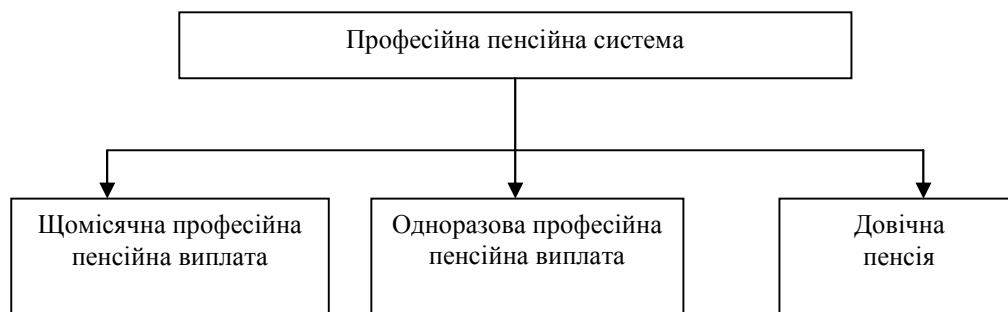 Професійна пенсійна система
Щомісячна професійна
пенсійна виплата
Одноразова професійна
пенсійна виплата
Довічна
пенсія